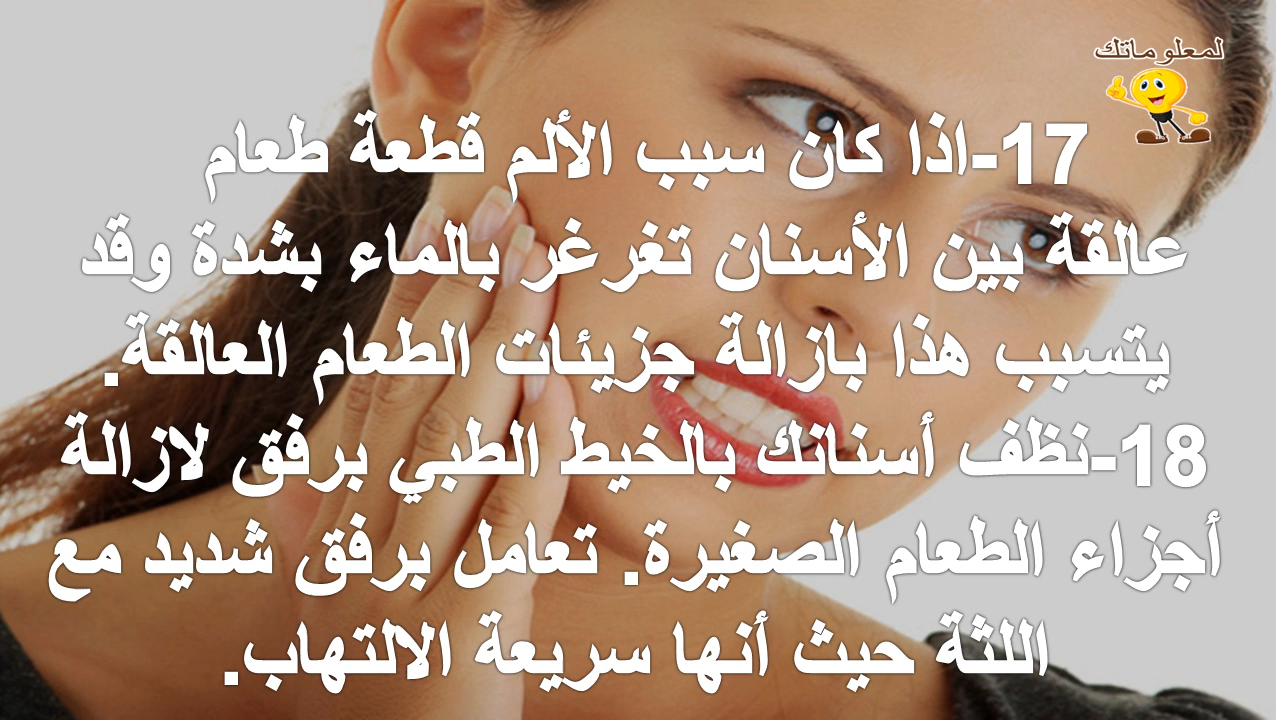 لمعلوماتك
17-اذا كان سبب الألم قطعة طعام
عالقة بين الأسنان تغرغر بالماء بشدة وقد
يتسبب هذا بازالة جزيئات الطعام العالقة.
18-نظف أسنانك بالخيط الطبي برفق لازالة
أجزاء الطعام الصغيرة. تعامل برفق شديد مع
اللثة حيث أنها سريعة الالتهاب.